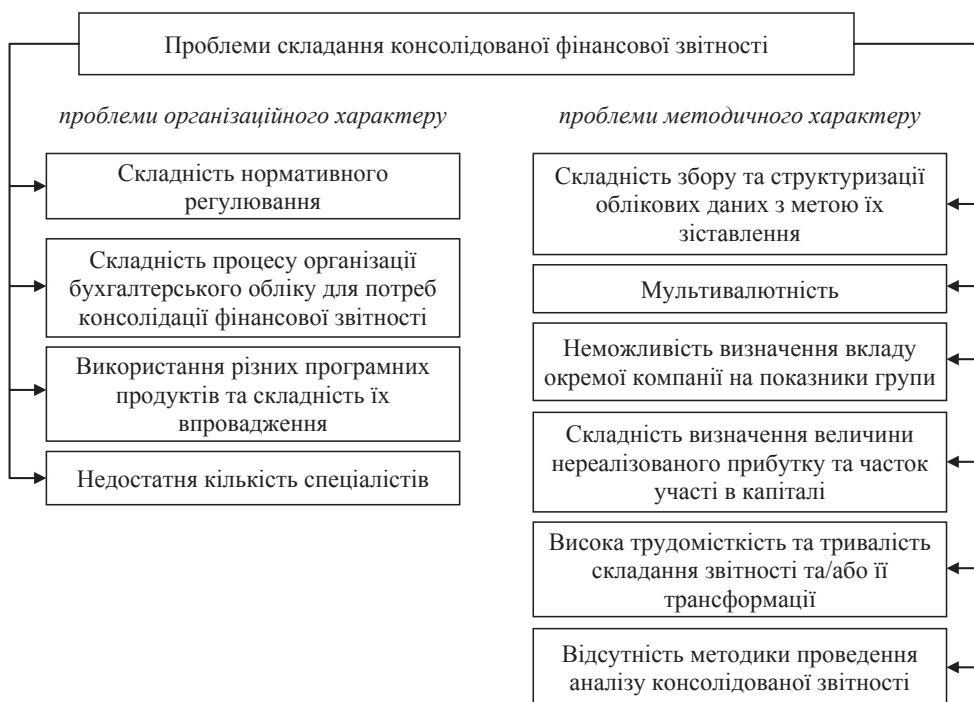 Проблеми складання консолідованої фінансової звітності
проблеми організаційного характеру
Складність нормативного
регулювання
Складність процесу організації
бухгалтерського обліку для потреб
консолідації фінансової звітності
Використання різних програмних
продуктів та складність їх
впровадження
Недостатня кількість спеціалістів
проблеми методичного характеру
Складність збору та структуризації
облікових даних з метою їх
зіставлення
Мультивалютність
Неможливість визначення вкладу
окремої компанії на показники групи
Складність визначення величини
нереалізованого прибутку та часток
участі в капіталі
Висока трудомісткість та тривалість
складання звітності та/або її
трансформації
Відсутність методики проведення
аналізу консолідованої звітності